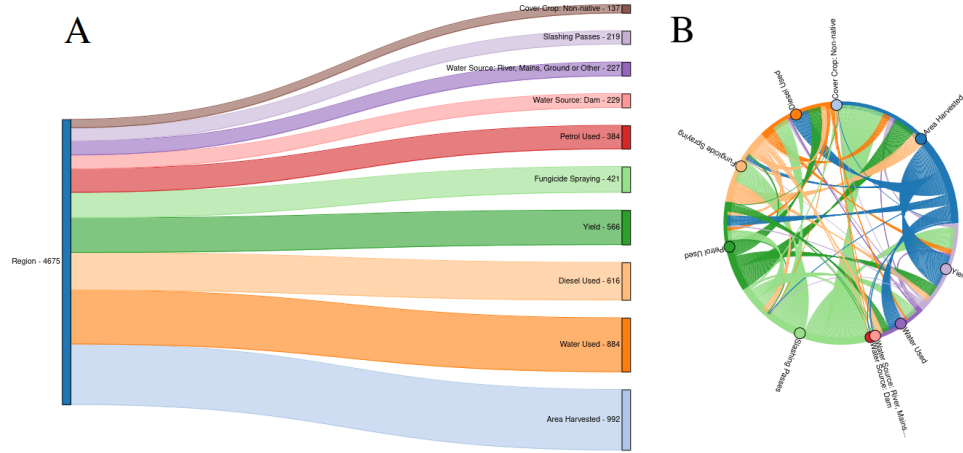 A
Cover Crop: Non-native - 137
Slashing Passes - 219
Water Source: River, Mains, Ground or Other - 227
Water Source: Dam - 229
Petrol Used - 384
Fungicide Spraying - 421
Yield - 566
Region - 4675
Diesel Used - 616
Water Used - 884
Area Harvested - 992
B
Cover Crop: Non-native
Diesel Used
Area Harvested
Fungicide Spraying
Petrol Used
Yiel
Water Used
Slashing Passes
Water Source: River, Mains...
Water Source: Dam